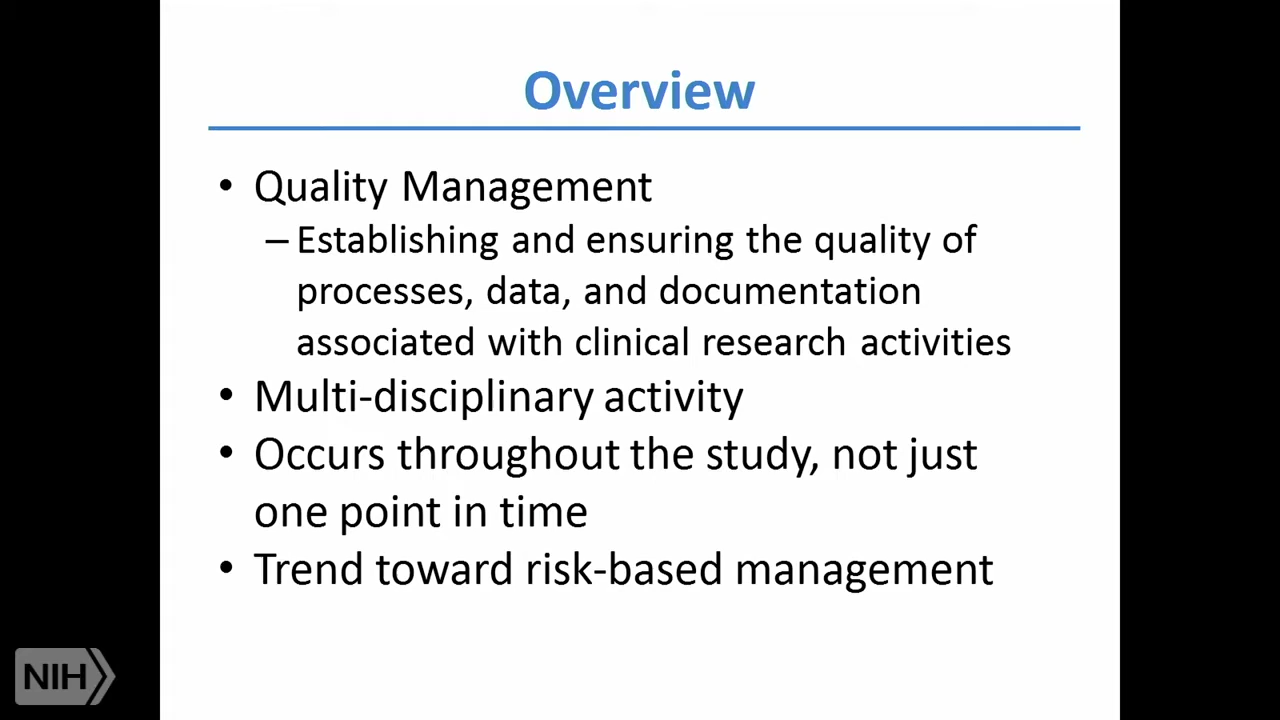 Overview
• Quality Management
– Establishing and ensuring the quality of
processes, data, and documentation
associated with clinical research activities
• Multi-disciplinary activity
• Occurs throughout the study, not just
one point in time
• Trend toward risk-based management
NIH